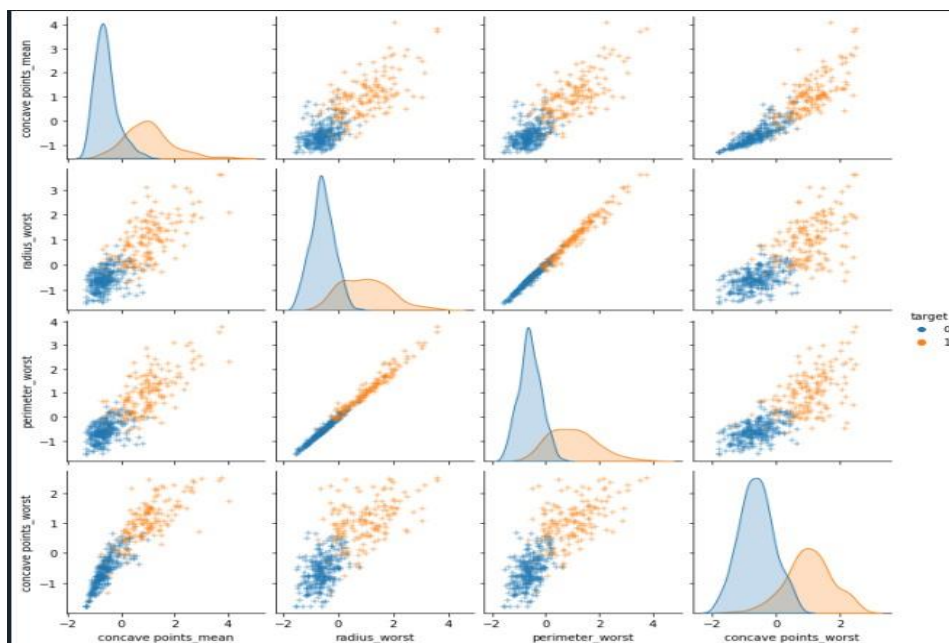 concave points_mean
4
3
2
1
0
−1
radius_worst
3
2
1
0
−1
perimeter_worst
4
3
2
1
0
−1
concave points_worst
2
1
0
−1
target
0
1
−2 0 2 4
−2 0 2 4
−2 0 2 4
−2 0 2
concave points_mean radius_worst perimeter_worst concave points_worst